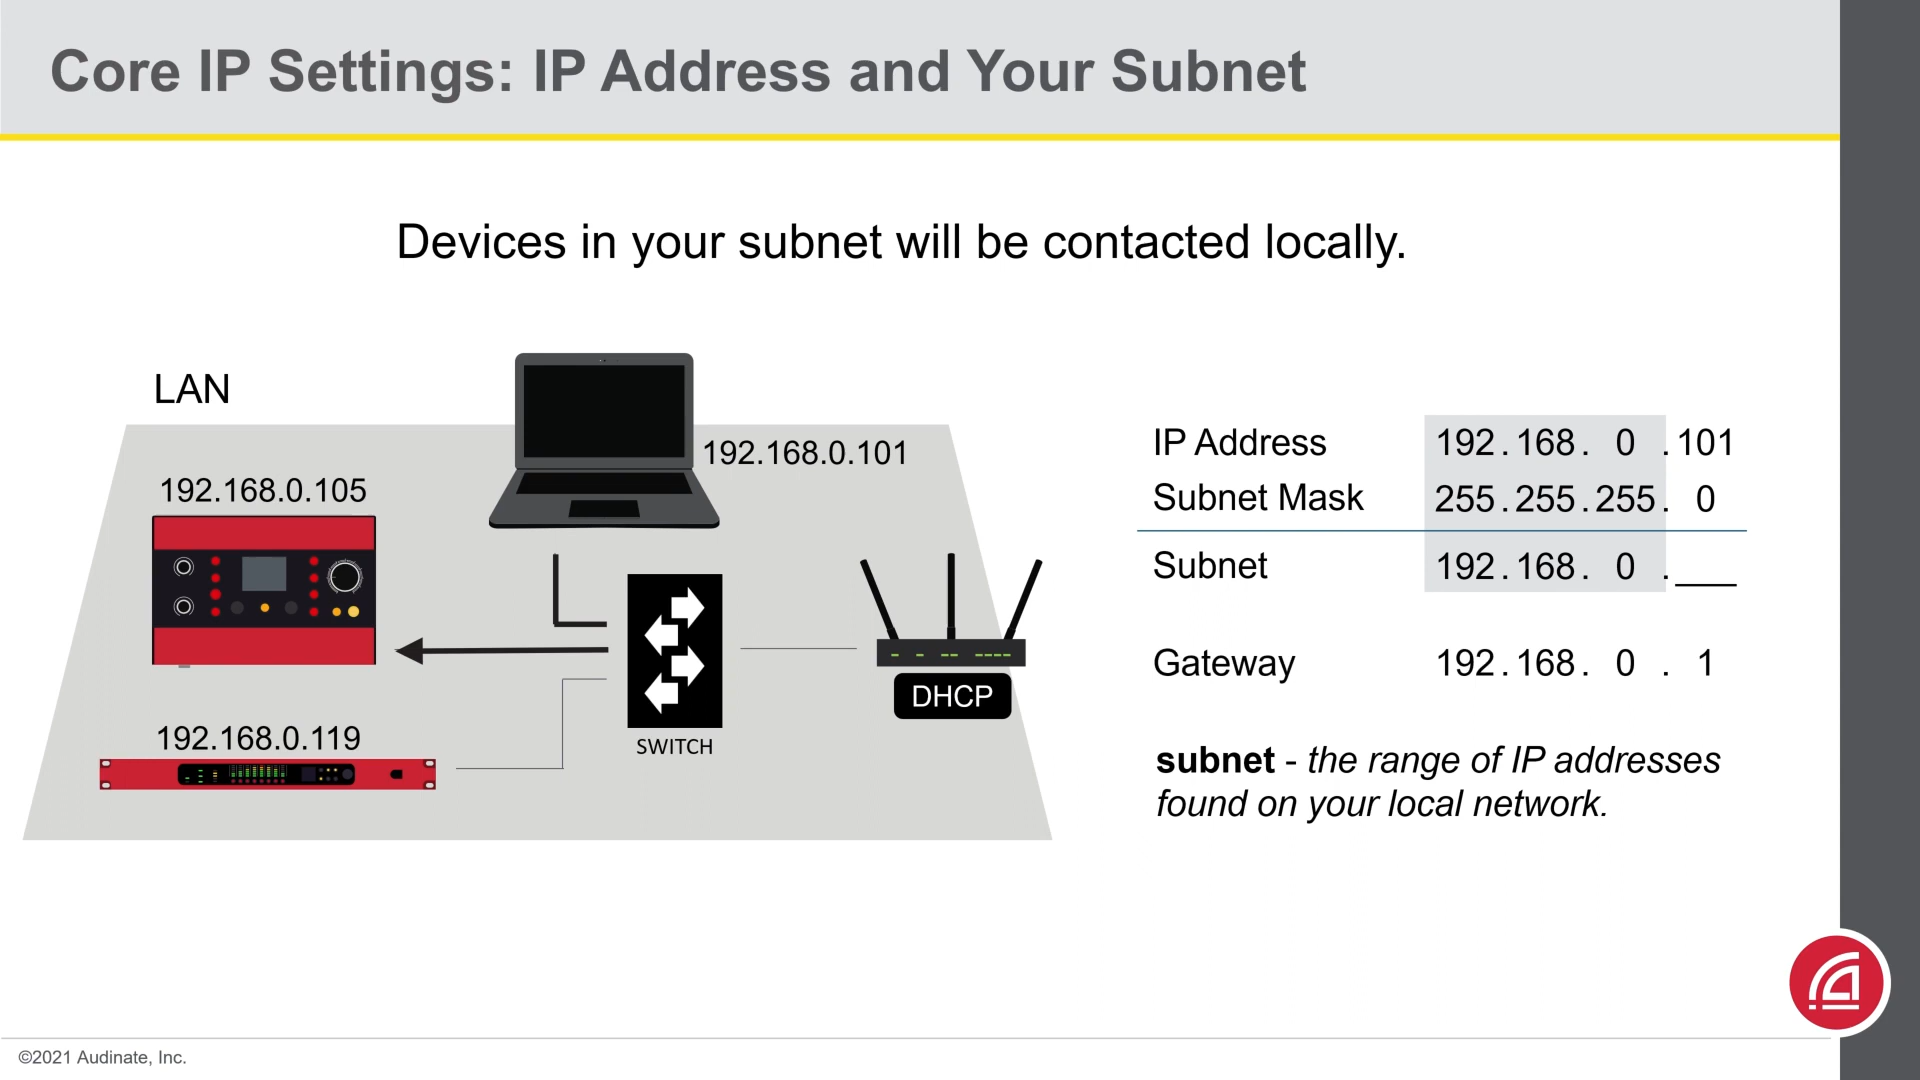 Core IP Settings: IP Address and Your Subnet
Devices in your subnet will be contacted locally.
LAN
192.168.0.101
192.168.0.105
192.168.0.119
SWITCH
DHCP
IP Address 192.168. 0 .101
Subnet Mask 255.255.255. 0
Subnet 192.168. 0 .___
Gateway 192.168. 0 . 1
subnet - the range of IP addresses
found on your local network.
©2021 Audinate, Inc.